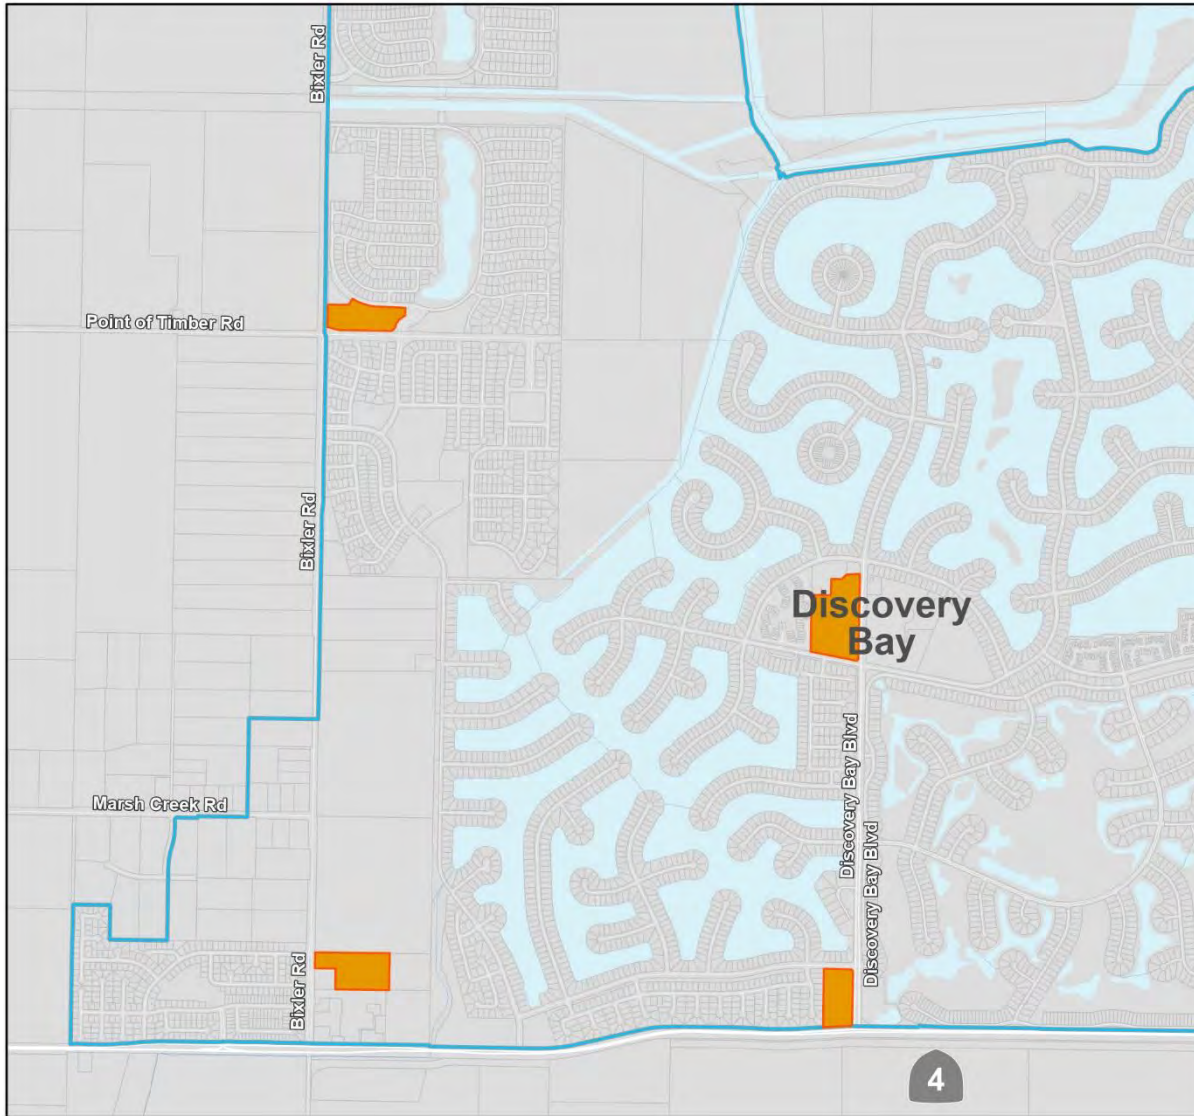 Bixler Rd
Point of Timber Rd
Bixler Rd
Discovery
Bay
Discovery Bay Blvd
Marsh Creek Rd
Discovery Bay Blvd
Bixler Rd
4